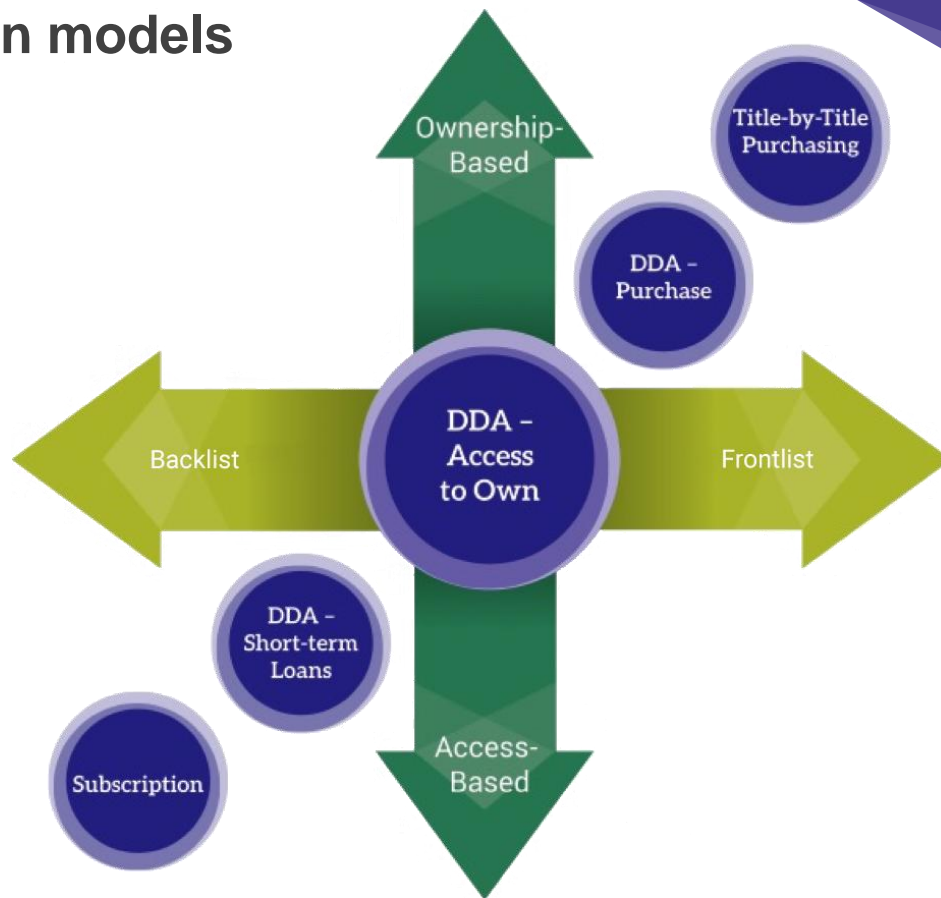 n models
Ownership-
Based
Title-by-Title
Purchasing
DDA –
Purchase
DDA –
Access
to Own
Backlist
Frontlist
DDA –
Short-term
Loans
Access-
Based
Subscription